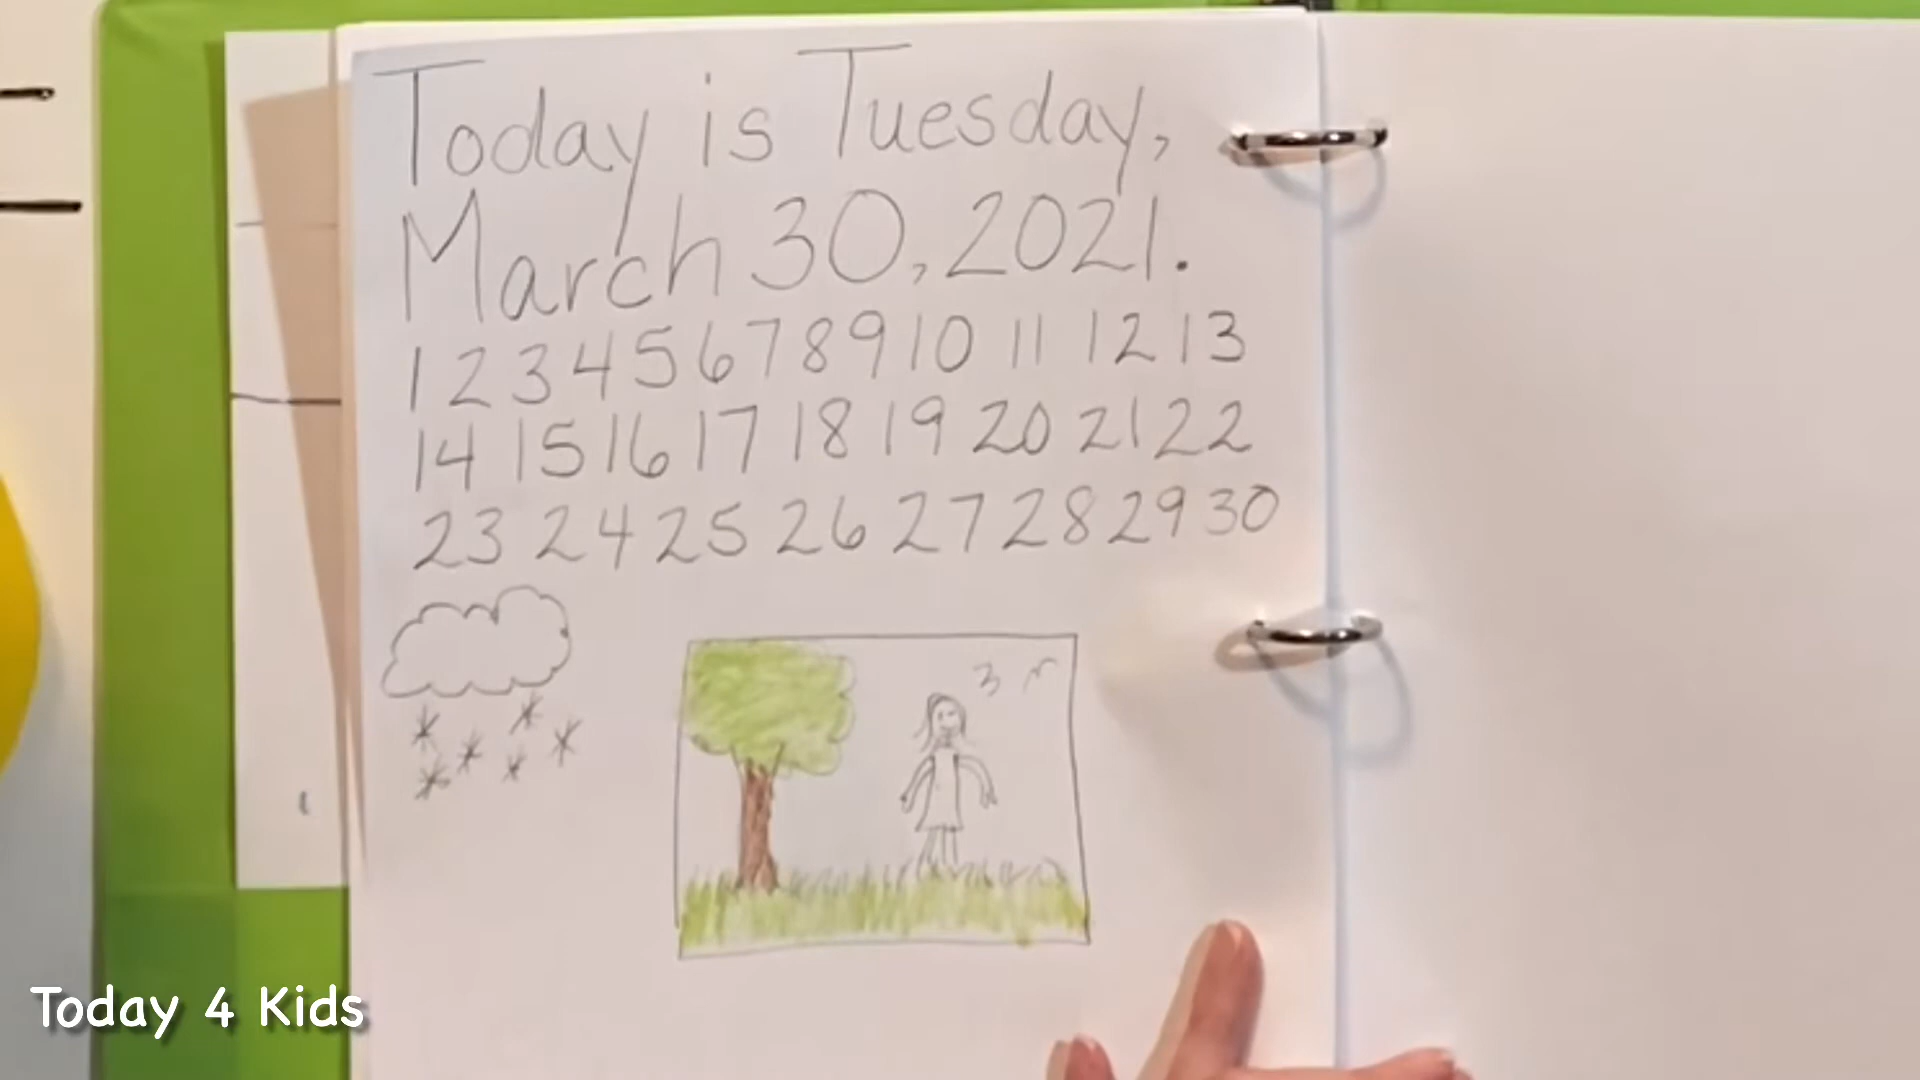 Today is Tuesday,
March 30, 2021.
1 2 3 4 5 6 7 8 9 10 11 12 13
14 15 16 17 18 19 20 21 22
23 24 25 26 27 28 29 30
Today 4 Kids